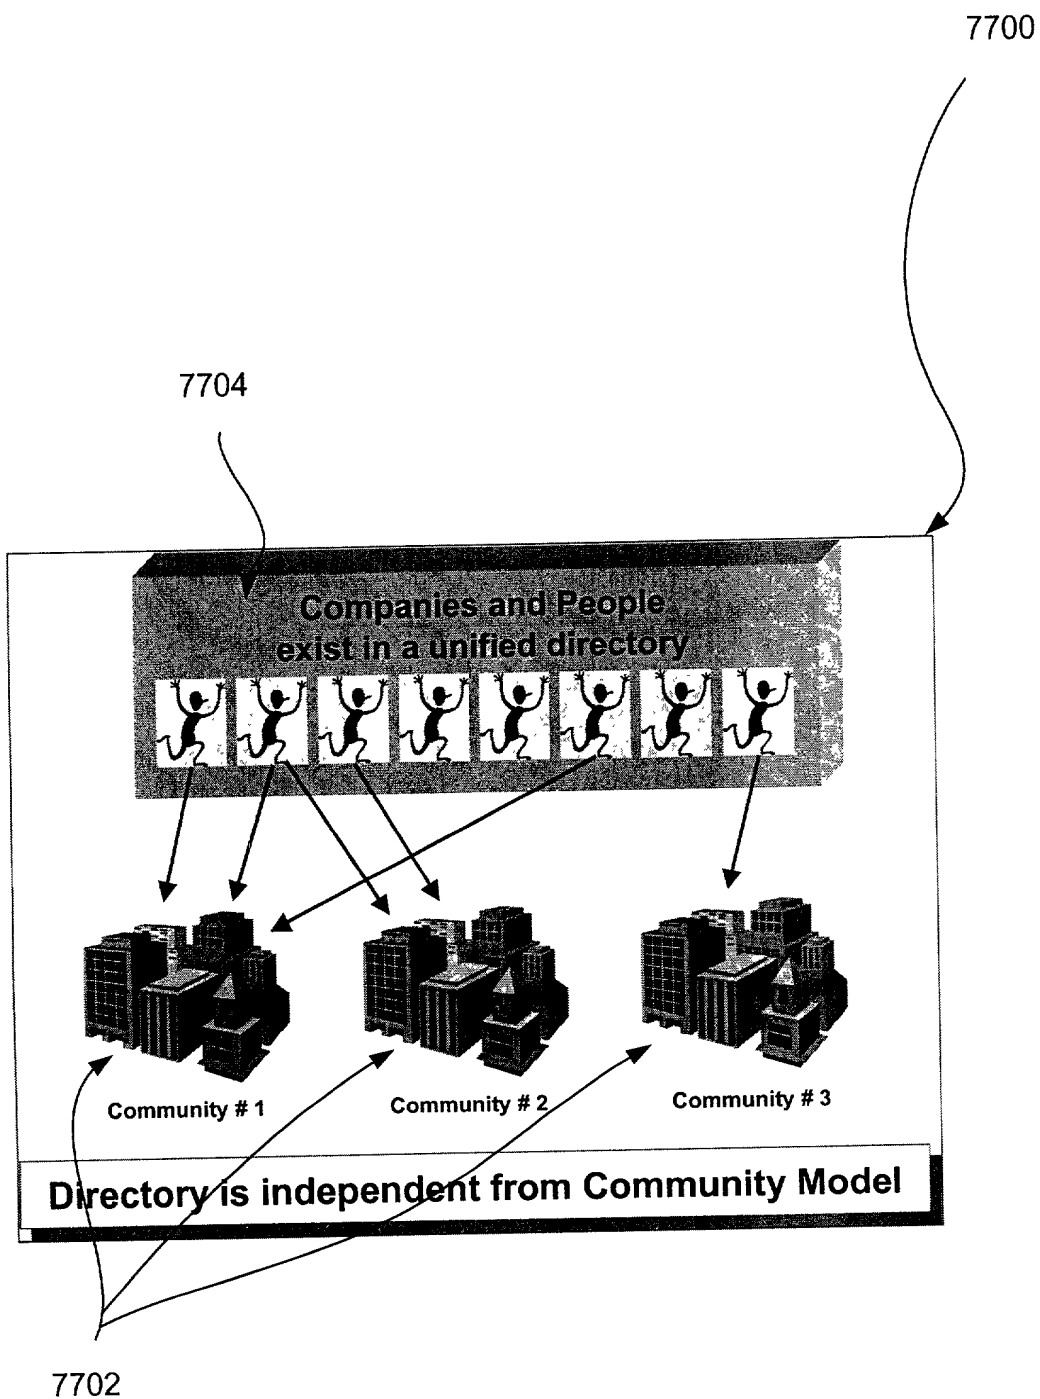 7700
7704
Companies and People
exist in a unified directory
Community # 1
Community # 2
Community # 3
Directory is independent from Community Model
7702